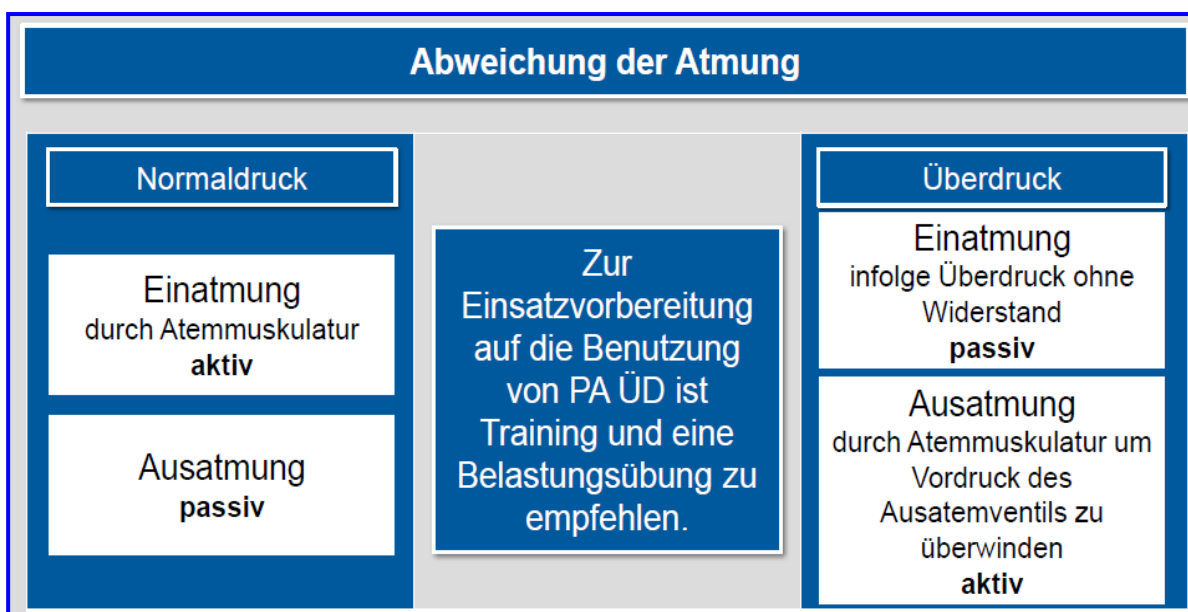 Abweichung der Atmung
Normaldruck
Einatmung
durch Atemmuskulatur
aktiv
Ausatmung
passiv
Zur
Einsatzvorbereitung
auf die Benutzung
von PA ÜD ist
Training und eine
Belastungsübung zu
empfehlen.
Überdruck
Einatmung
infolge Überdruck ohne
Widerstand
passiv
Ausatmung
durch Atemmuskulatur um
Vordruck des
Ausatemventils zu
überwinden
aktiv